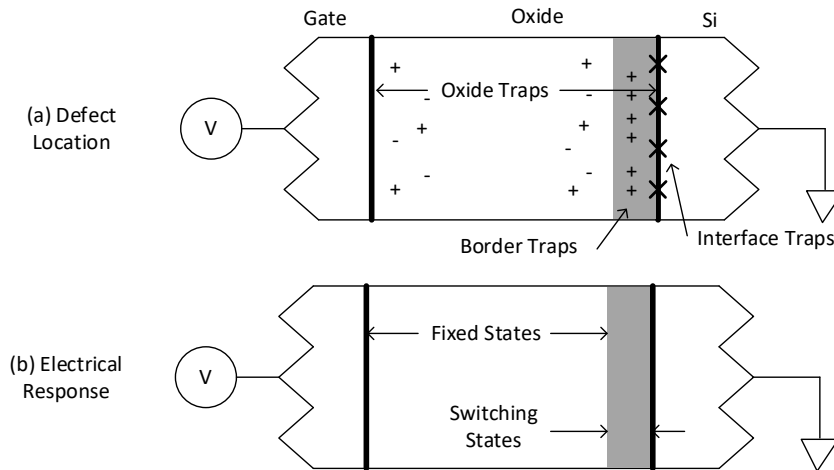 Gate
Oxide
Si
(a) Defect
Location
V
Oxide Traps
+
+
+
-
-
+
+
+
+
-
-
+
+
-
-
+
+
+
+
Border Traps
Interface Traps
(b) Electrical
Response
V
Fixed States
Switching
States